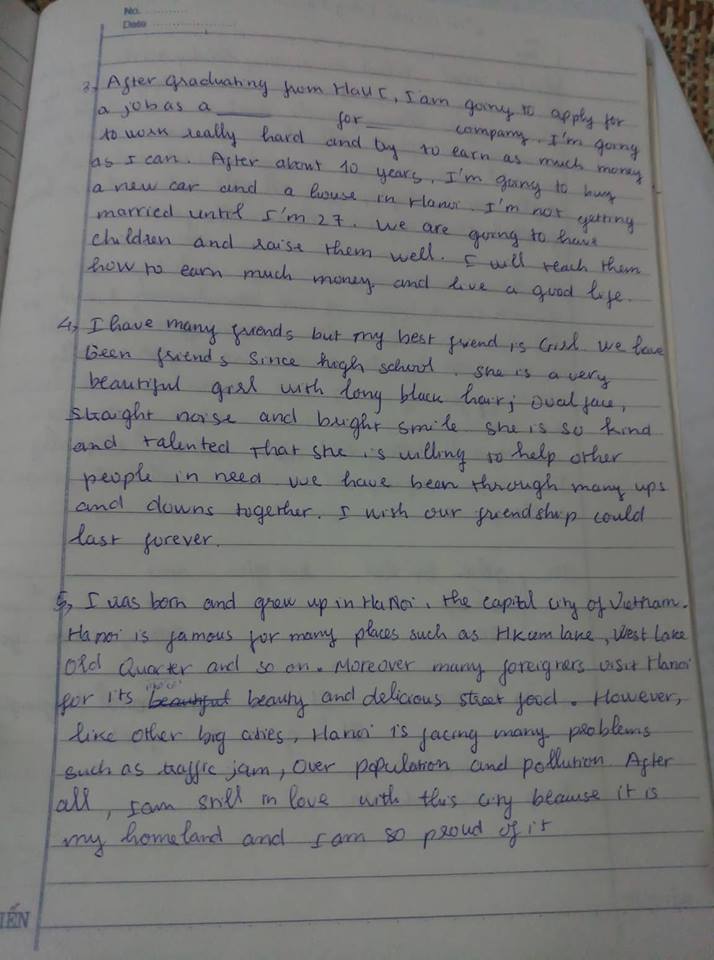 No.
Date
3, After graduating from HaUI, I am going to apply for
a job as a _____ for _____ company. I'm going
to work really hard and try to earn as much money
as I can. After about 10 years, I'm going to buy
a new car and a house in Hanoi. I'm not getting
married until I'm 27. We are going to have
children and raise them well. I will teach them
how to earn much money and live a good life.
4, I have many friends but my best friend is Girl we have
been friends since high school. she is a very
beautiful girl with long black hair; oval face,
straight noise and bright smile she is so kind
and talented that she is willing to help other
people in need we have been through many ups
and downs together. I wish our friendship could
last forever.
5, I was born and grew up in HaNoi, the capital city of Vietnam.
Hanoi is famous for many places such as HKum lake, West Lake
Old Quarter and so on. Moreover many foreigners visit Hanoi
for its beautiful beauty and delicious street food. However,
like other big cities, Hanoi is facing many problems
such as traffic jam, over population and pollution After
all, I am still in love with this city because it is
my homeland and I am so proud of it
IẾN